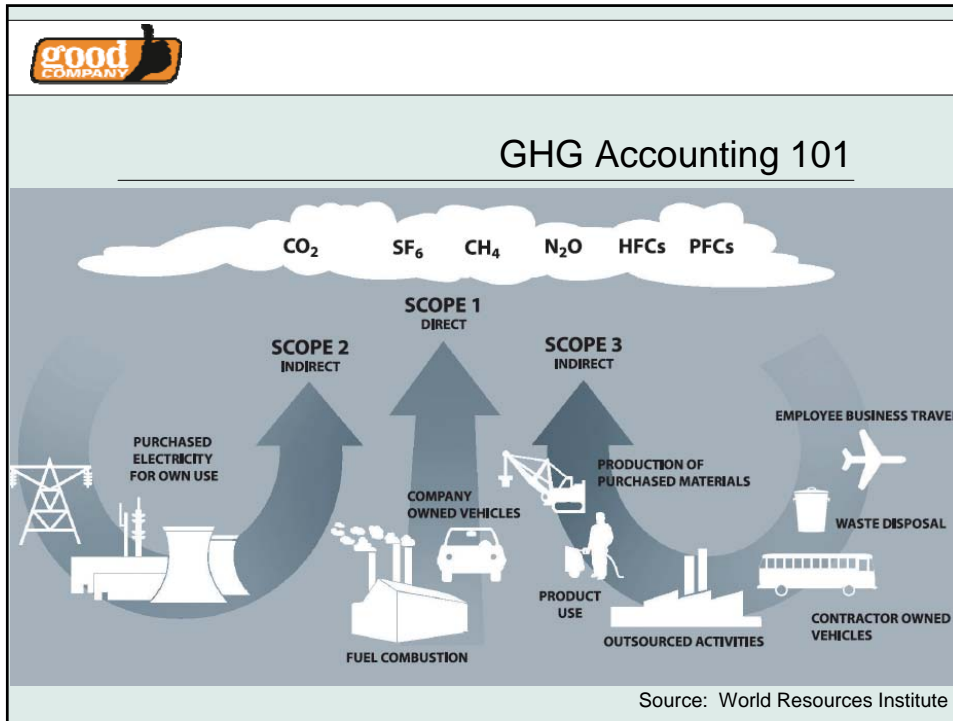 good
COMPANY
GHG Accounting 101
CO₂ SF₆ CH₄ N₂O HFCs PFCs
SCOPE 1
DIRECT
SCOPE 2
INDIRECT
SCOPE 3
INDIRECT
PURCHASED
ELECTRICITY
FOR OWN USE
COMPANY
OWNED VEHICLES
FUEL COMBUSTION
PRODUCTION OF
PURCHASED MATERIALS
PRODUCT
USE
OUTSOURCED ACTIVITIES
EMPLOYEE BUSINESS TRAVE
WASTE DISPOSAL
CONTRACTOR OWNED
VEHICLES
Source: World Resources Institute